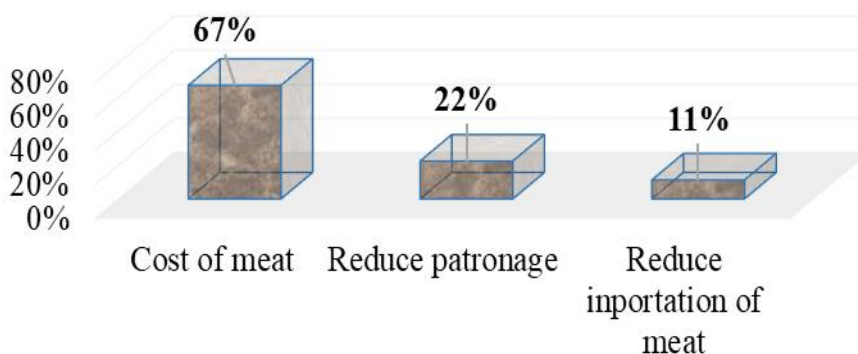 67%
22%
11%
80%
60%
40%
20%
0%
Cost of meat
Reduce patronage
Reduce
inportation of
meat